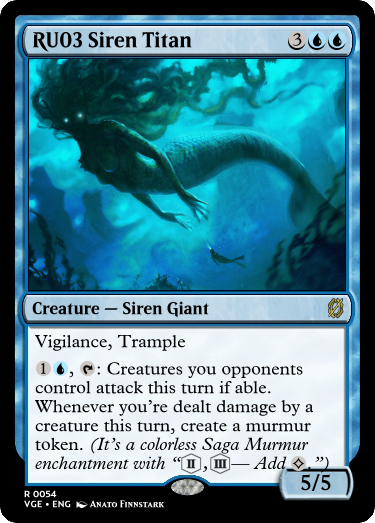 RU03 Siren Titan 3
Creature — Siren Giant
Vigilance, Trample
1 , : Creatures you opponents
control attack this turn if able.
Whenever you're dealt damage by a
creature this turn, create a murmur
token. (It's a colorless Saga Murmur
enchantment with “II, III— Add .”)
5/5
R 0054
VGE • ENG Anato Finnstark